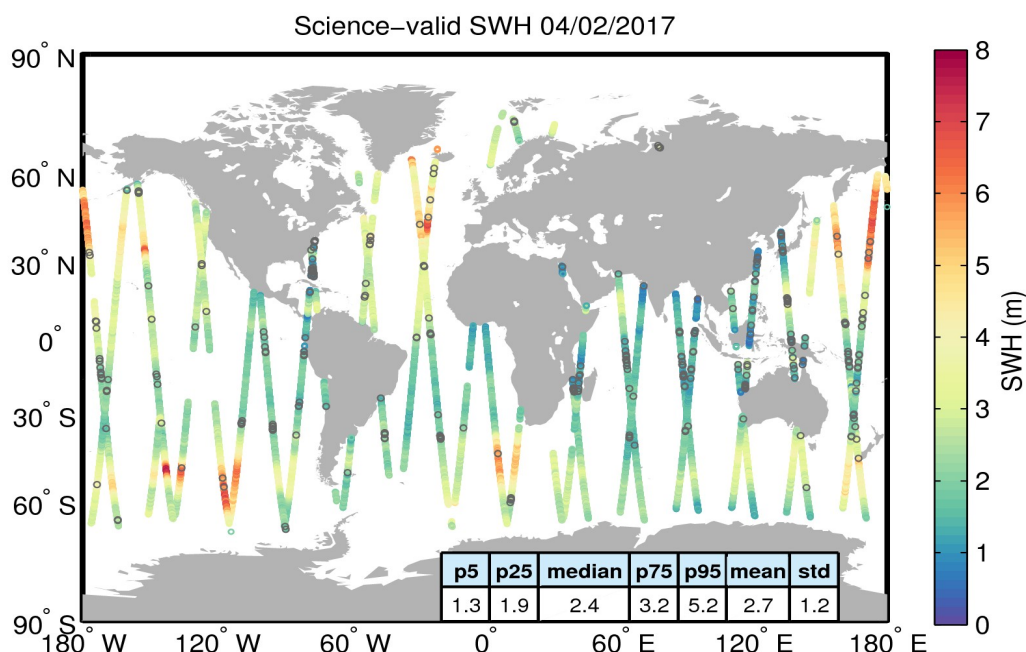 Science−valid SWH 04/02/2017
90° N
60° N
30° N
0°
30° S
60° S
90° S
180° W
120° W
60° W
0°
60° E
120° E
180° E
8
7
6
5
4
3
2
1
0
SWH (m)
p5 p25 median p75 p95 mean std
1.3 1.9 2.4 3.2 5.2 2.7 1.2